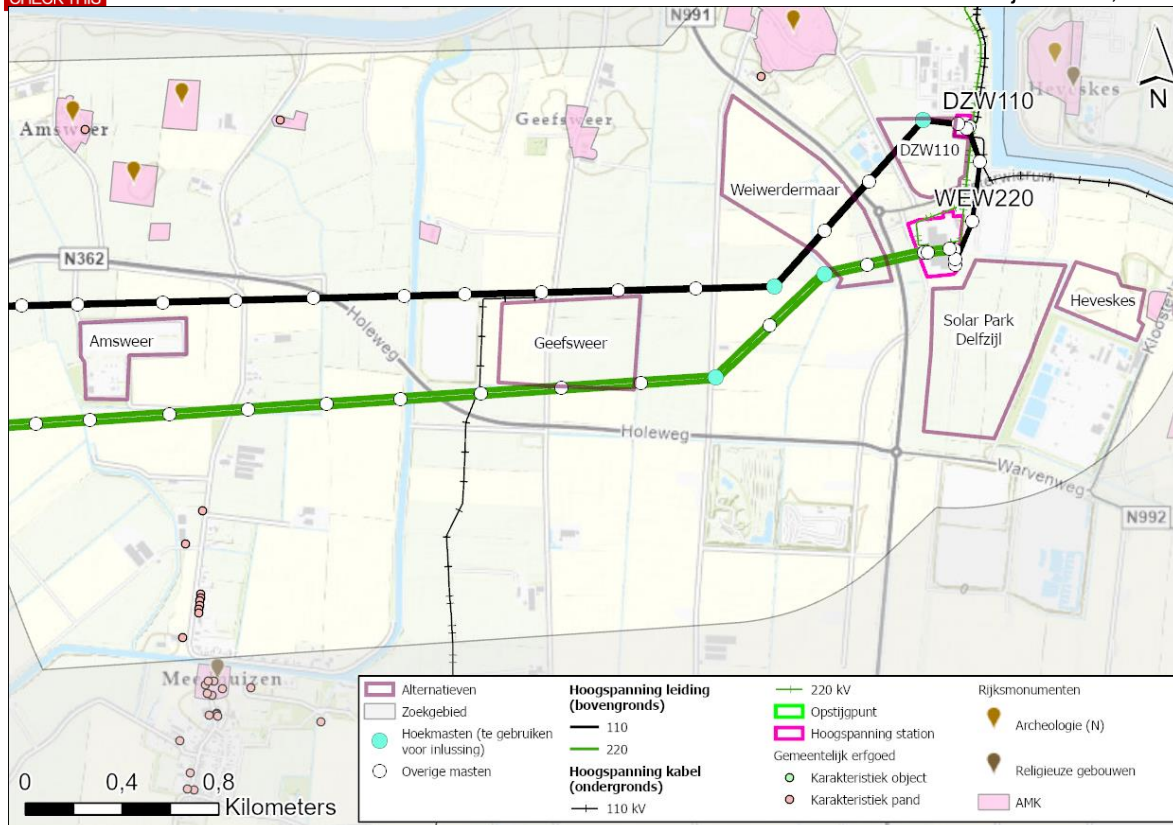 CHECK THIS
N991
Heveskes
N
DZW110
Amsweer
Geefsweer
DZW110
Weiwerdermaar
WEW220
N362
Heveskes
Solar Park
Delfzijl
Amsweer
Geefsweer
Holeweg
Holeweg
Warvenweg
N992
Alternatieven
Zoekgebied
Hoekmasten (te gebruiken
voor inlussing)
Overige masten
Hoogspanning leiding
(bovengronds)
110
220
Hoogspanning kabel
(ondergronds)
110 kV
220 kV
Opstijgpunt
Hoogspanning station
Gemeentelijk erfgoed
Karakteristiek object
Karakteristiek pand
Rijksmonumenten
Archeologie (N)
Religieuze gebouwen
AMK
0 0,4 0,8
Kilometers